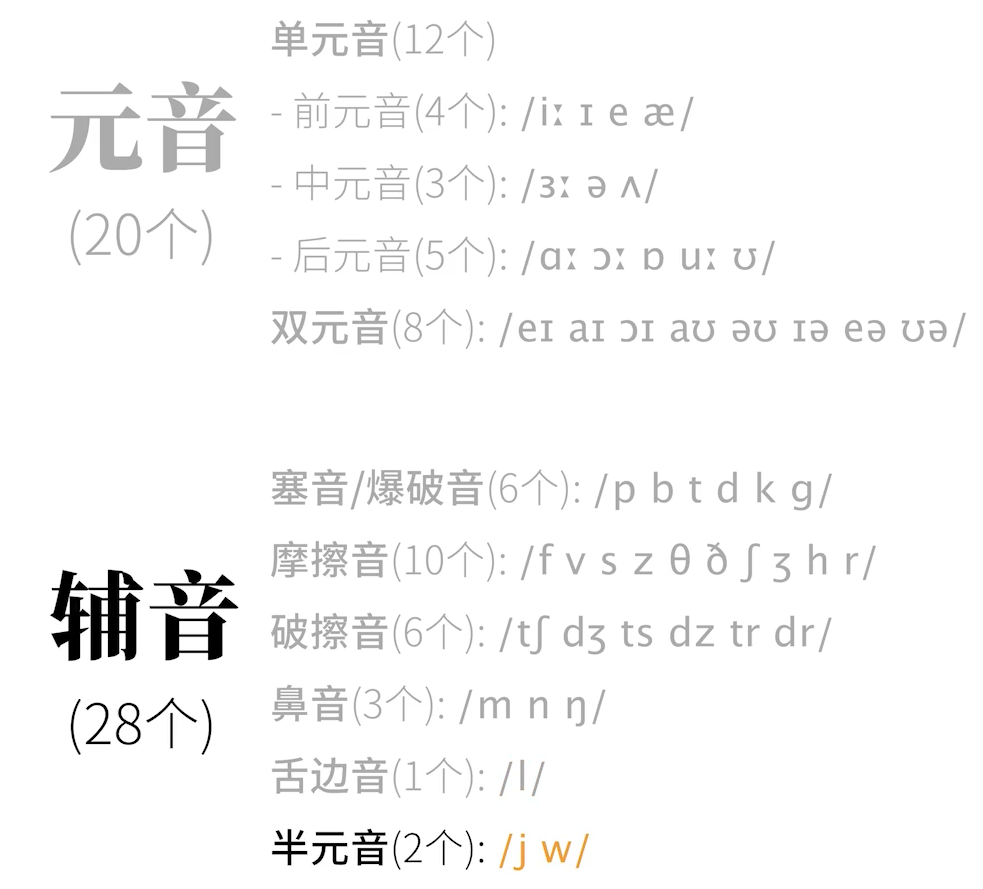 元音
(20个)
单元音(12个)
- 前元音(4个): /iː ɪ e æ/
- 中元音(3个): /ɜː ə ʌ/
- 后元音(5个): /ɑː ɔː ɒ uː ʊ/
双元音(8个): /eɪ aɪ ɔɪ aʊ əʊ ɪə eə ʊə/
辅音
(28个)
塞音/爆破音(6个): /p b t d k g/
摩擦音(10个): /f v s z θ ð ʃ ʒ h r/
破擦音(6个): /tʃ dʒ ts dz tr dr/
鼻音(3个): /m n ŋ/
舌边音(1个): /l/
半元音(2个): /j w/